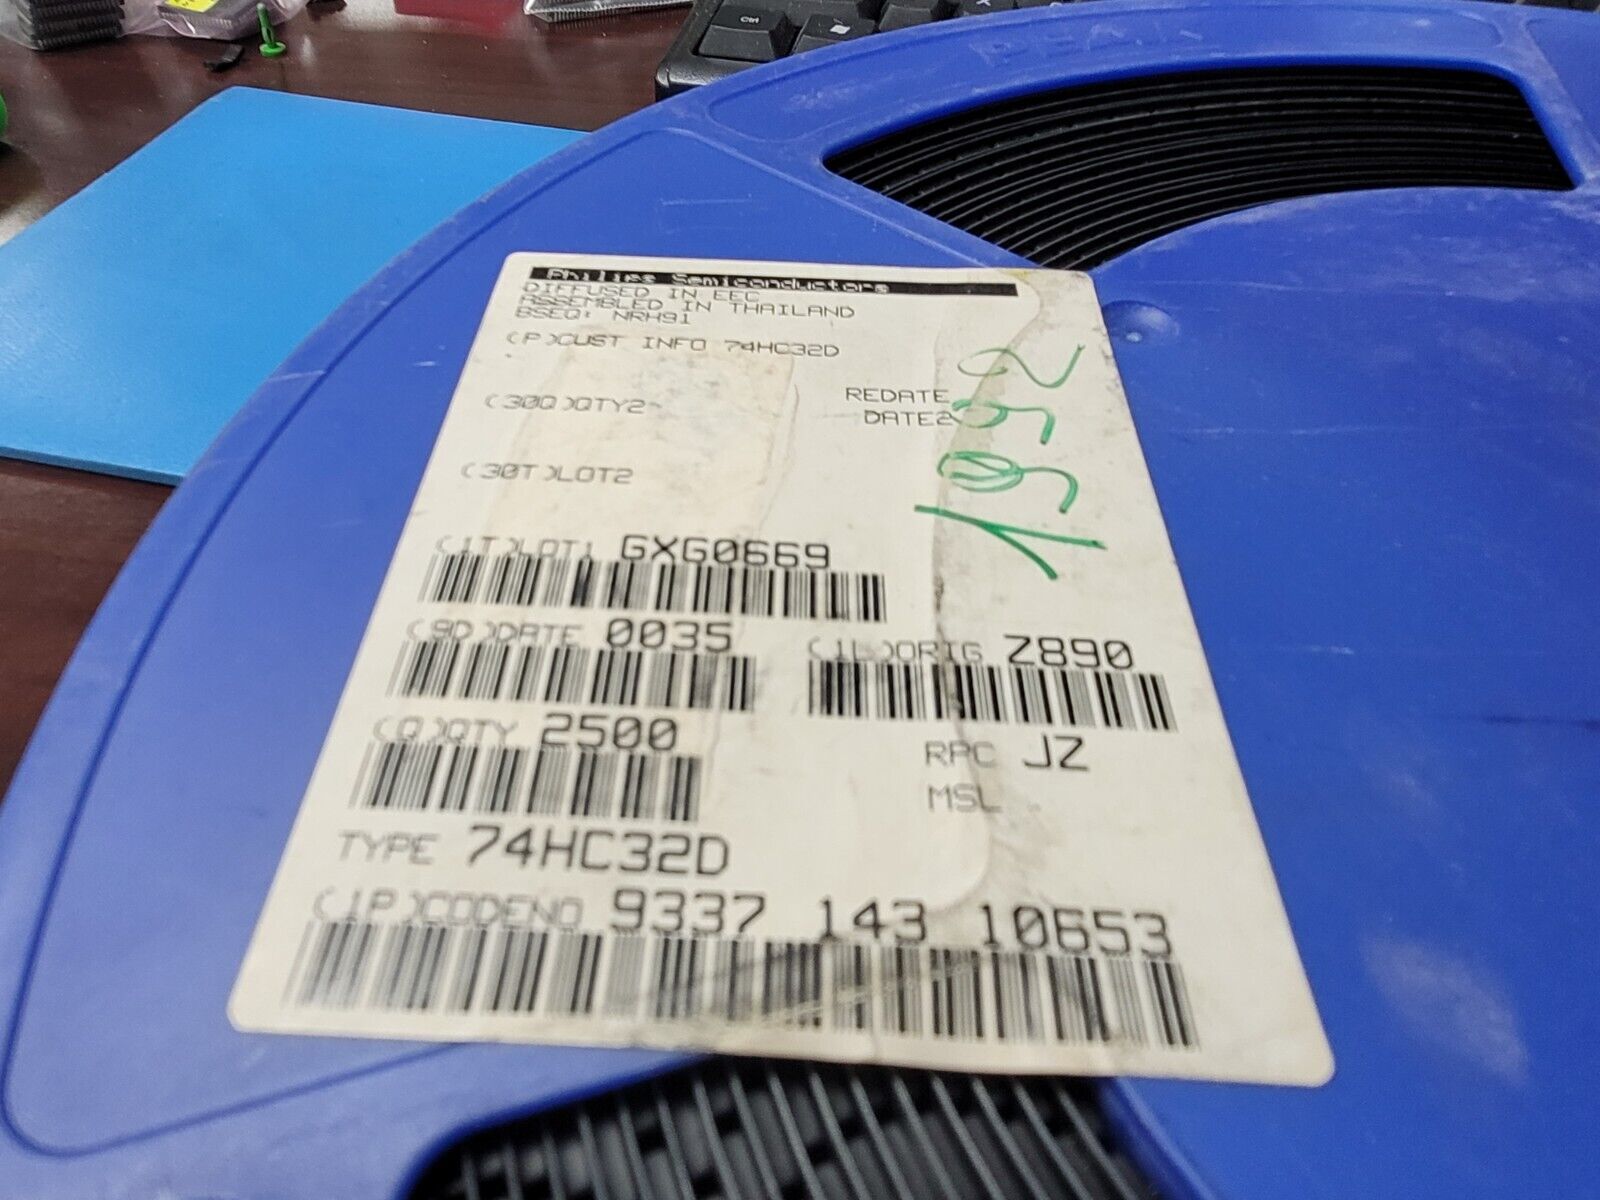 Ctrl
PEAK
Philips Semiconductors
DIFFUSED IN EEC
ASSEMBLED IN THAILAND
BSEQ: NRH91
(P)CUST INFO 74HC32D
(30Q)QTY2
REDATE
DATE2
(30T)LOT2
(1T)LOT1 GXG0669
(9D)DATE 0035
(1L)ORIG Z890
(Q)QTY 2500
RPC JZ
MSL
TYPE 74HC32D
(1P)CODENO 9337 143 10653